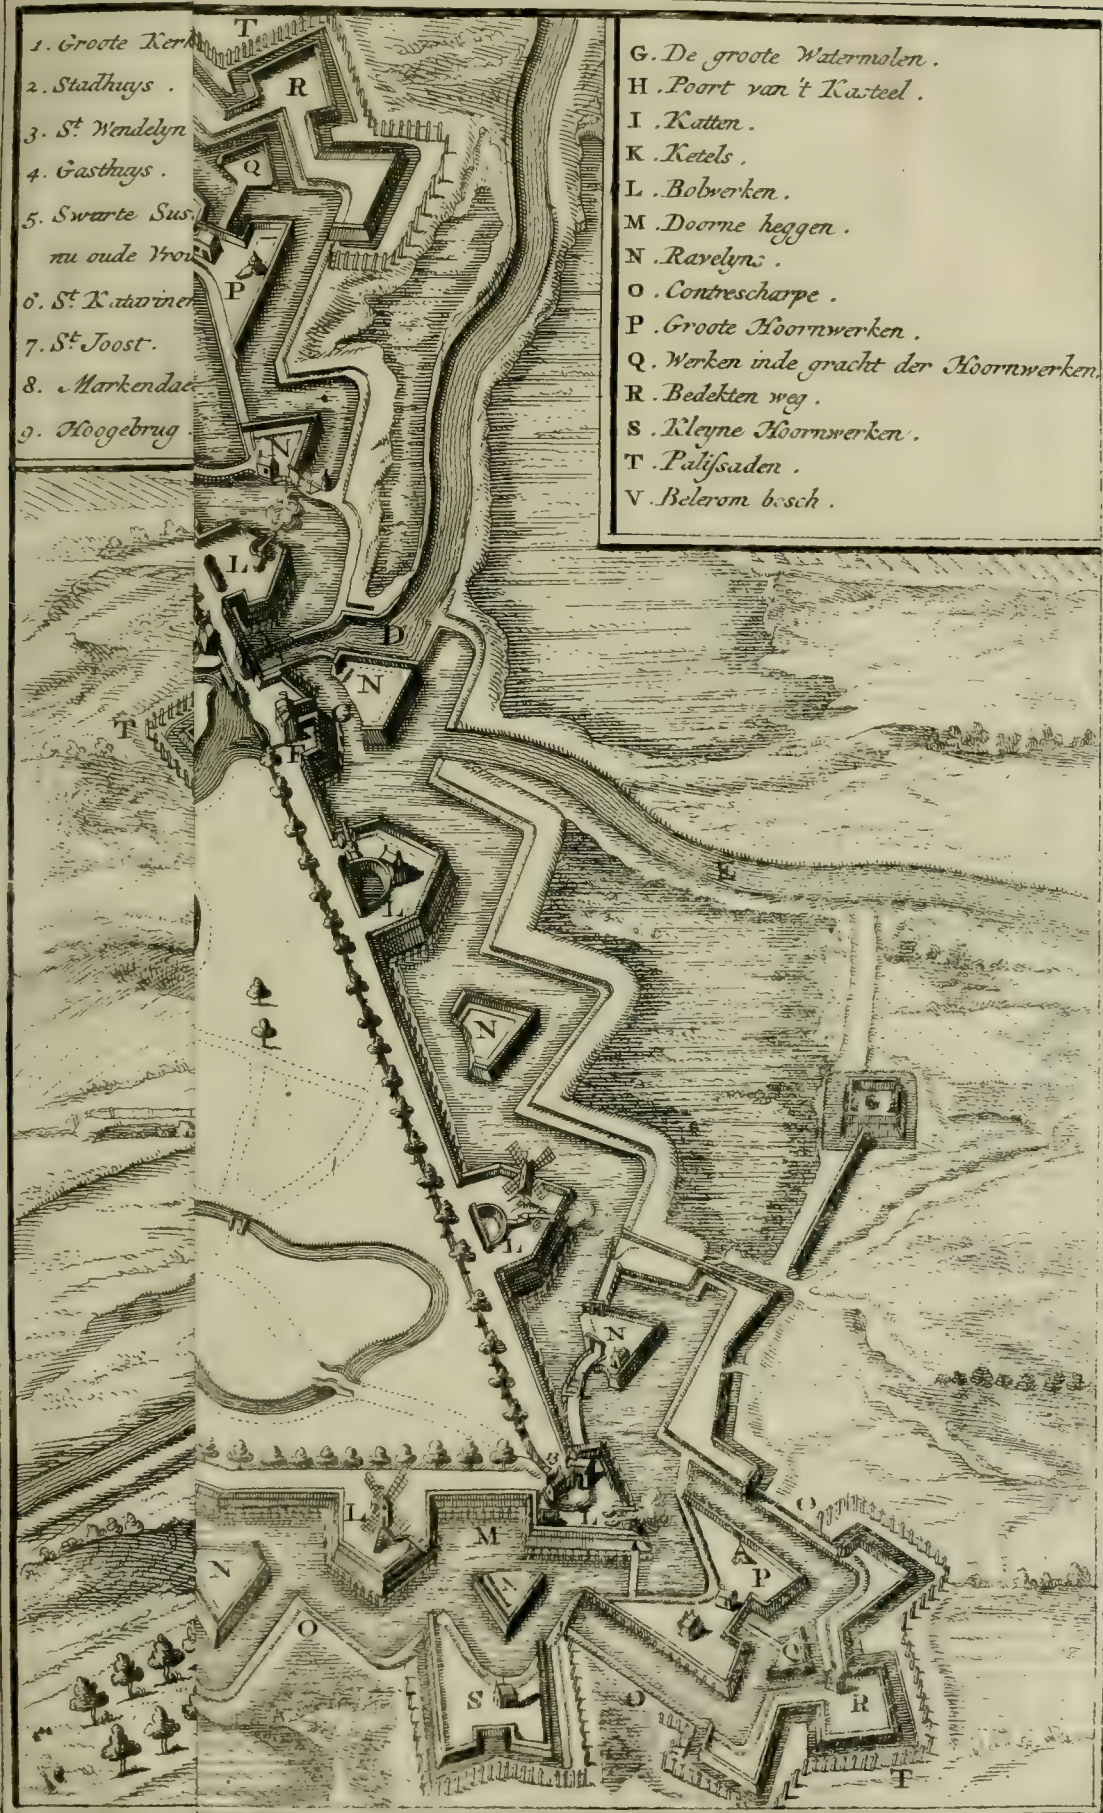 1. Groote Kerk
2. Stadhuys .
3. St. Wendelyn
4. Gasthuys .
5. Swarte Sus.
nu oude Vrou
6. St. Katariner
7. St. Joost .
8. Markendae
9. Hoogebrug .
G. De groote Watermolen .
H . Poort van 't Kasteel .
I . Katten .
K . Ketels .
L . Bolwerken .
M . Doorne heggen .
N . Ravelyns .
O . Contrescharpe .
P . Groote Hoornwerken .
Q . Werken inde gracht der Hoornwerken.
R . Bedekten weg .
S . Kleyne Hoornwerken .
T . Palissaden .
V . Belerom bosch .
T
R
Q
P
N
L
D
N
T
G
F
E
L
N
G
L
N
B
L
L
M
O
N
A
P
O
S
O
R
T